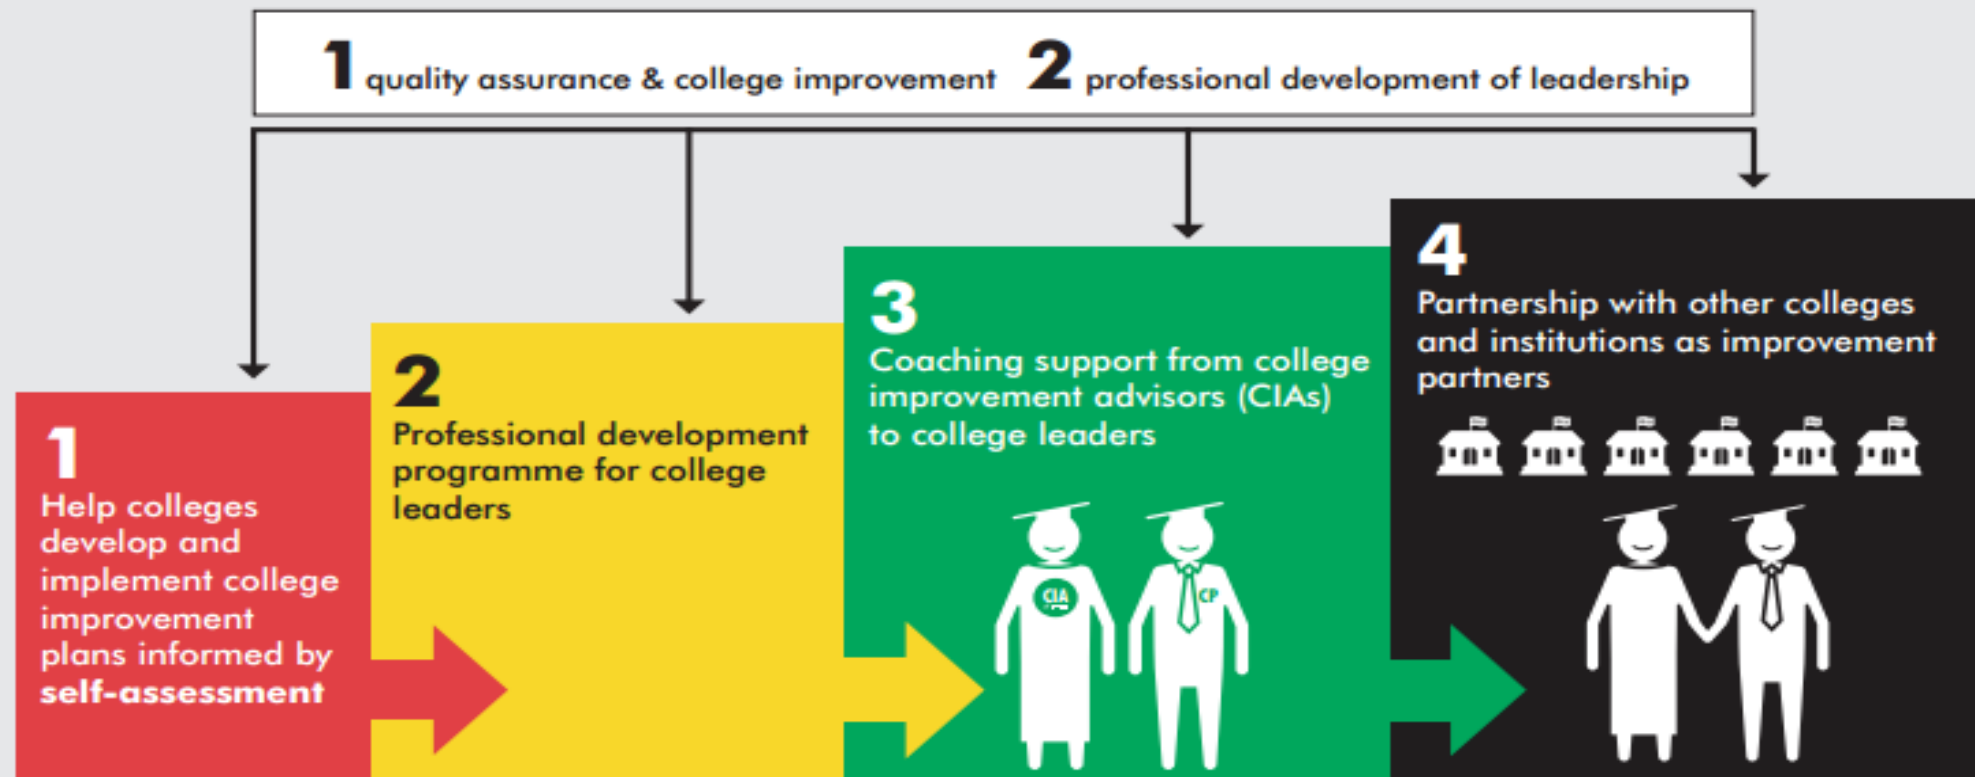 1 quality assurance & college improvement 2 professional development of leadership
1
Help colleges
develop and
implement college
improvement
plans informed by
self-assessment
2
Professional development
programme for college
leaders
3
Coaching support from college
improvement advisors (CIAs)
to college leaders
CIA
CP
4
Partnership with other colleges
and institutions as improvement
partners